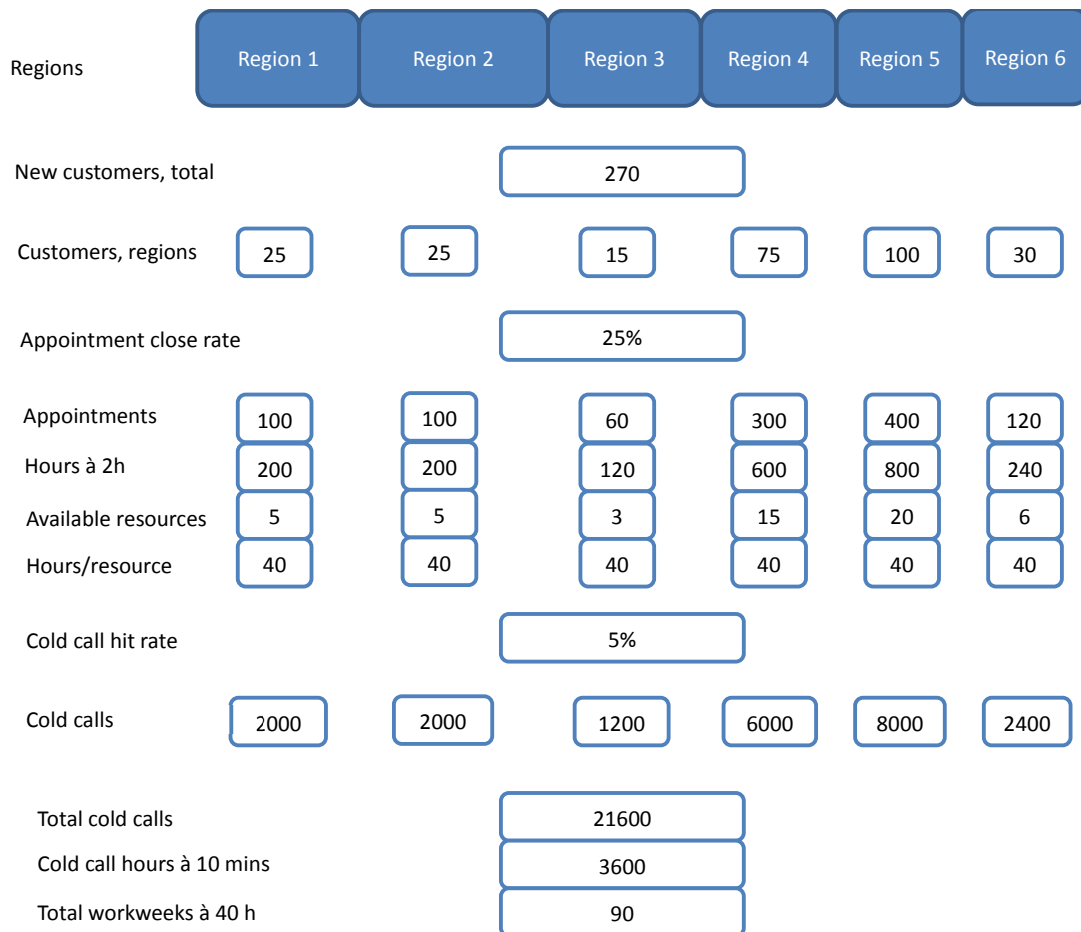 Regions Region 1 Region 2 Region 3 Region 4 Region 5 Region 6
New customers, total 270
Customers, regions 25 25 15 75 100 30
Appointment close rate 25%
Appointments 100 100 60 300 400 120
Hours à 2h 200 200 120 600 800 240
Available resources 5 5 3 15 20 6
Hours/resource 40 40 40 40 40 40
Cold call hit rate 5%
Cold calls 2000 2000 1200 6000 8000 2400
Total cold calls 21600
Cold call hours à 10 mins 3600
Total workweeks à 40 h 90